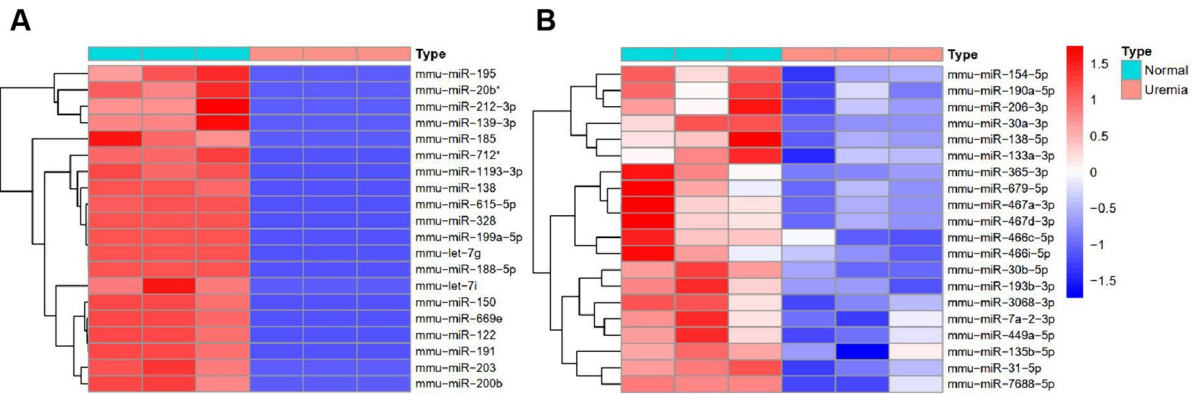 A
Type
mmu-miR-195
mmu-miR-20b*
mmu-miR-212-3p
mmu-miR-139-3p
mmu-miR-185
mmu-miR-712*
mmu-miR-1193-3p
mmu-miR-138
mmu-miR-615-5p
mmu-miR-328
mmu-miR-199a-5p
mmu-let-7g
mmu-miR-188-5p
mmu-let-7i
mmu-miR-150
mmu-miR-669e
mmu-miR-122
mmu-miR-191
mmu-miR-203
mmu-miR-200b
B
Type
mmu-miR-154-5p
mmu-miR-190a-5p
mmu-miR-206-3p
mmu-miR-30a-3p
mmu-miR-138-5p
mmu-miR-133a-3p
mmu-miR-365-3p
mmu-miR-679-5p
mmu-miR-467a-3p
mmu-miR-467d-3p
mmu-miR-466c-5p
mmu-miR-466i-5p
mmu-miR-30b-5p
mmu-miR-193b-3p
mmu-miR-3068-3p
mmu-miR-7a-2-3p
mmu-miR-449a-5p
mmu-miR-135b-5p
mmu-miR-31-5p
mmu-miR-7688-5p
1.5
1
0.5
0
−0.5
−1
−1.5
Type
Normal
Uremia